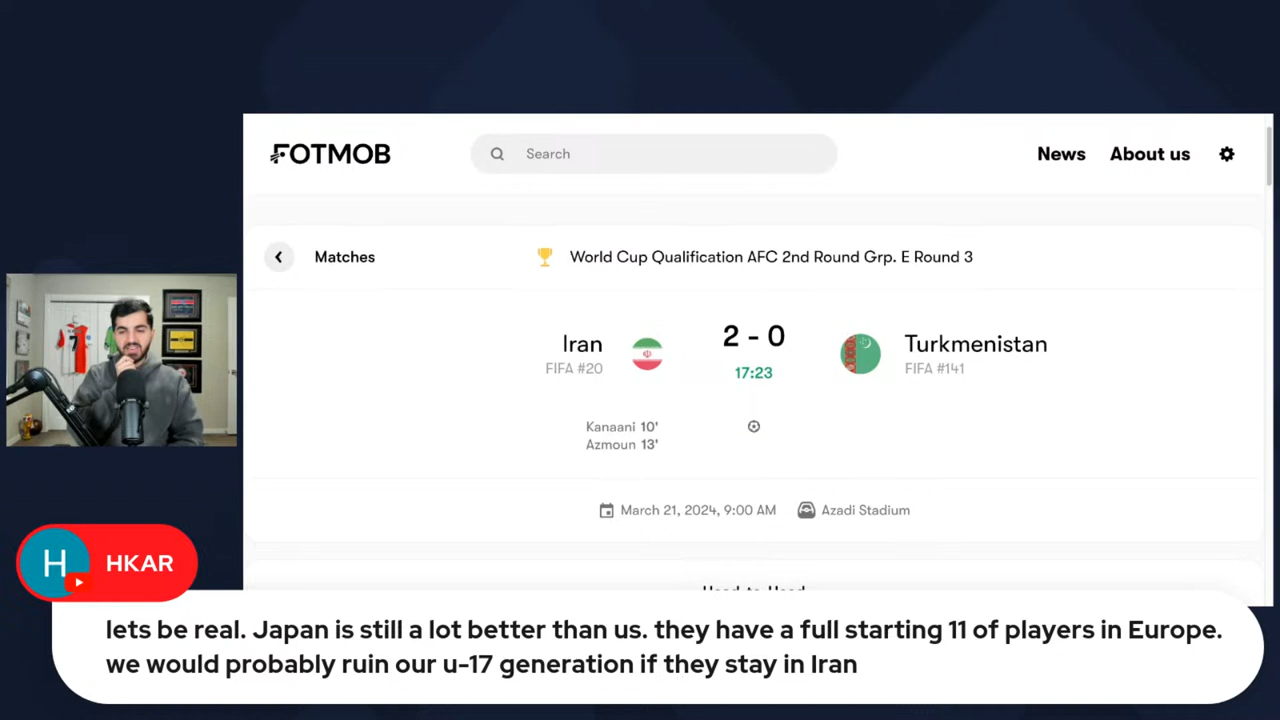 FOTMOB
Search
News
About us
Matches
World Cup Qualification AFC 2nd Round Grp. E Round 3
Iran
FIFA #20
2 - 0
17:23
Turkmenistan
FIFA #141
Kanaani 10'
Azmoun 13'
March 21, 2024, 9:00 AM
Azadi Stadium
H
HKAR
lets be real. Japan is still a lot better than us. they have a full starting 11 of players in Europe.
we would probably ruin our u-17 generation if they stay in Iran